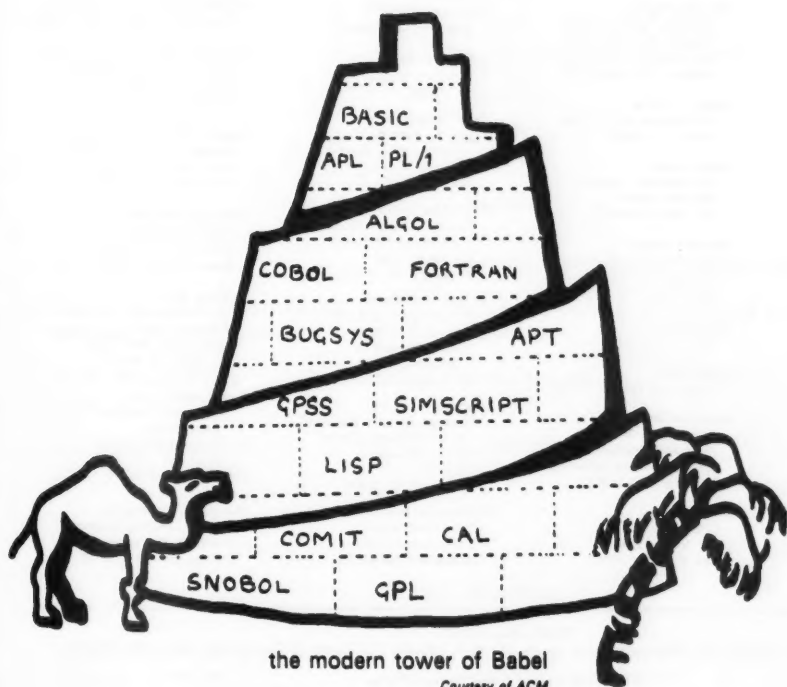 BASIC
APL PL/1
ALGOL
COBOL FORTRAN
BUGSYS APT
GPSS SIMSCRIPT
LISP
COMIT CAL
SNOBOL GPL
the modern tower of Babel
Courtesy of ACM